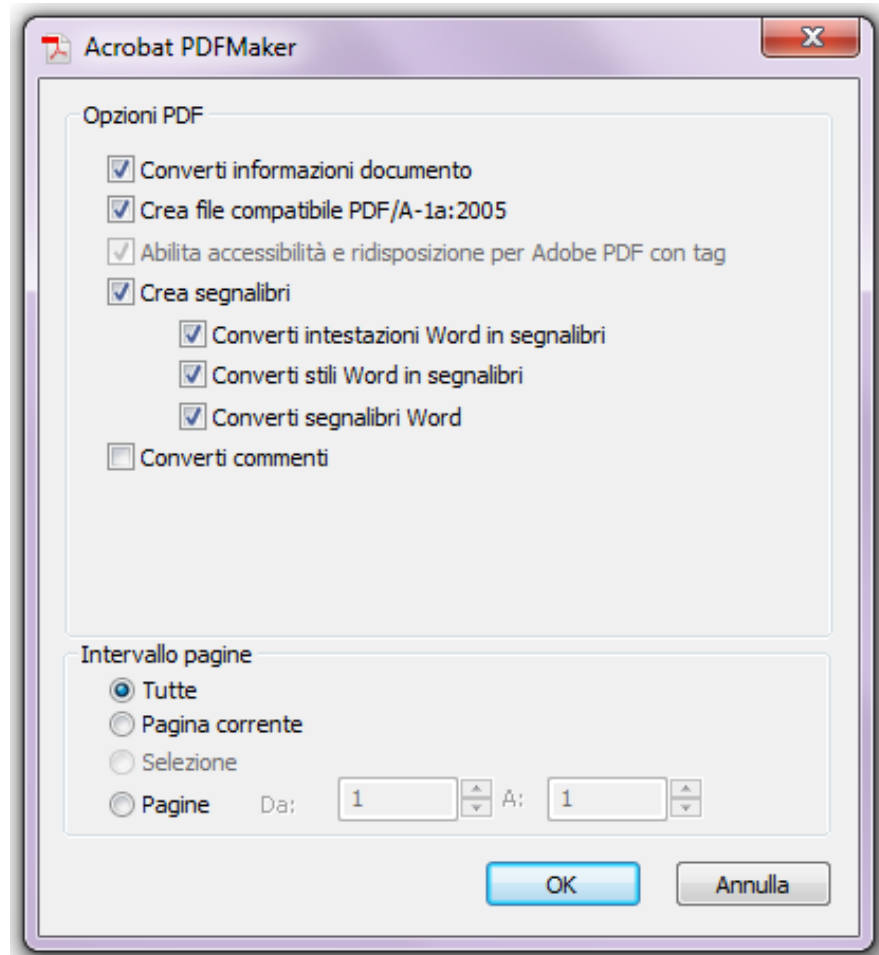 Acrobat PDFMaker
Opzioni PDF
Converti informazioni documento
Crea file compatibile PDF/A-1a:2005
Abilita accessibilità e ridisposizione per Adobe PDF con tag
Crea segnalibri
Converti intestazioni Word in segnalibri
Converti stili Word in segnalibri
Converti segnalibri Word
Converti commenti
Intervallo pagine
Tutte
Pagina corrente
Selezione
Pagine Da: 1 A: 1
OK Annulla